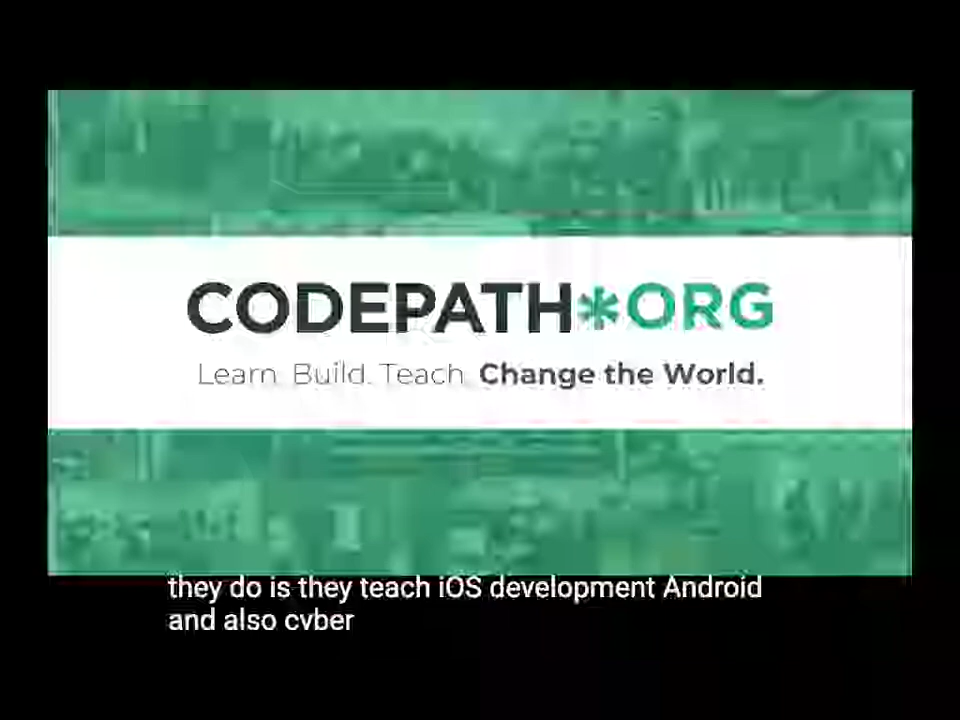 CODEPATH*ORG
Learn. Build. Teach. Change the World.
they do is they teach iOS development Android
and also cyber